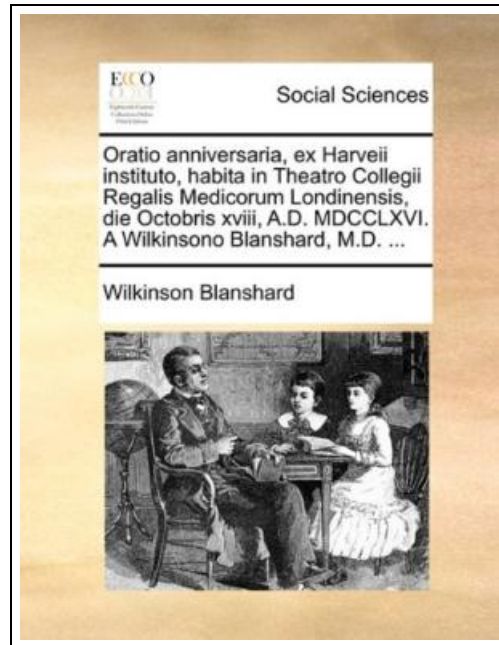 ECCO
Social Sciences
Oratio anniversaria, ex Harveii
instituto, habita in Theatro Collegii
Regalis Medicorum Londinensis,
die Octobris xviii, A.D. MDCCLXVI.
A Wilkinsono Blanshard, M.D. ...
Wilkinson Blanshard